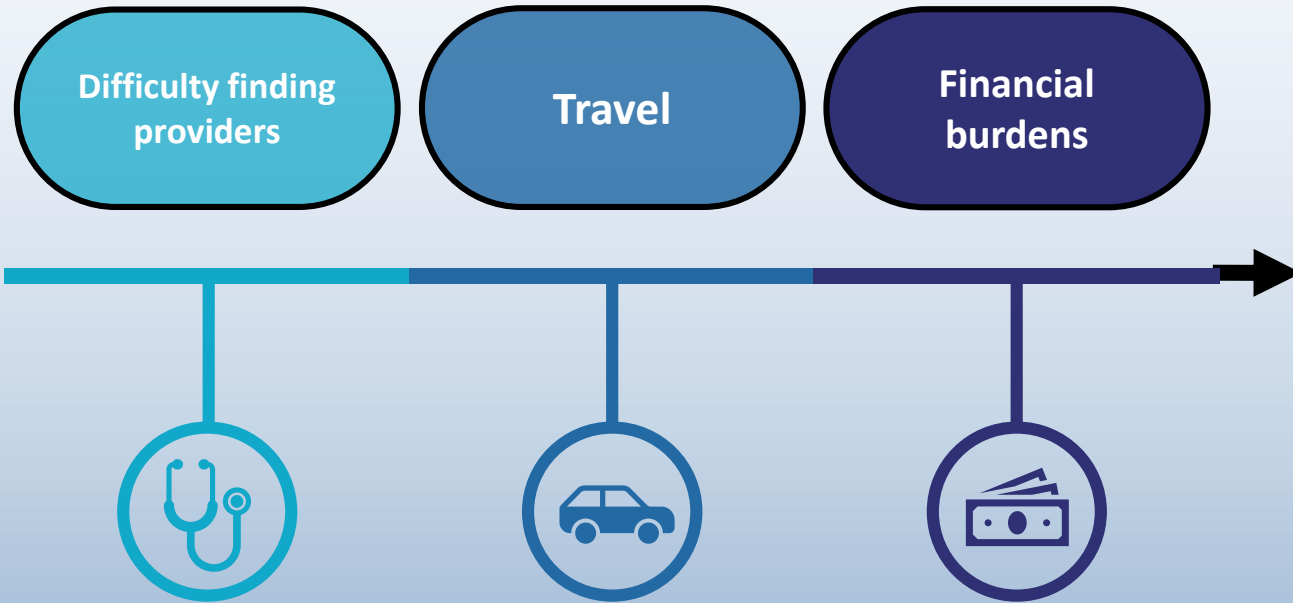 Difficulty finding
providers
Travel
Financial
burdens